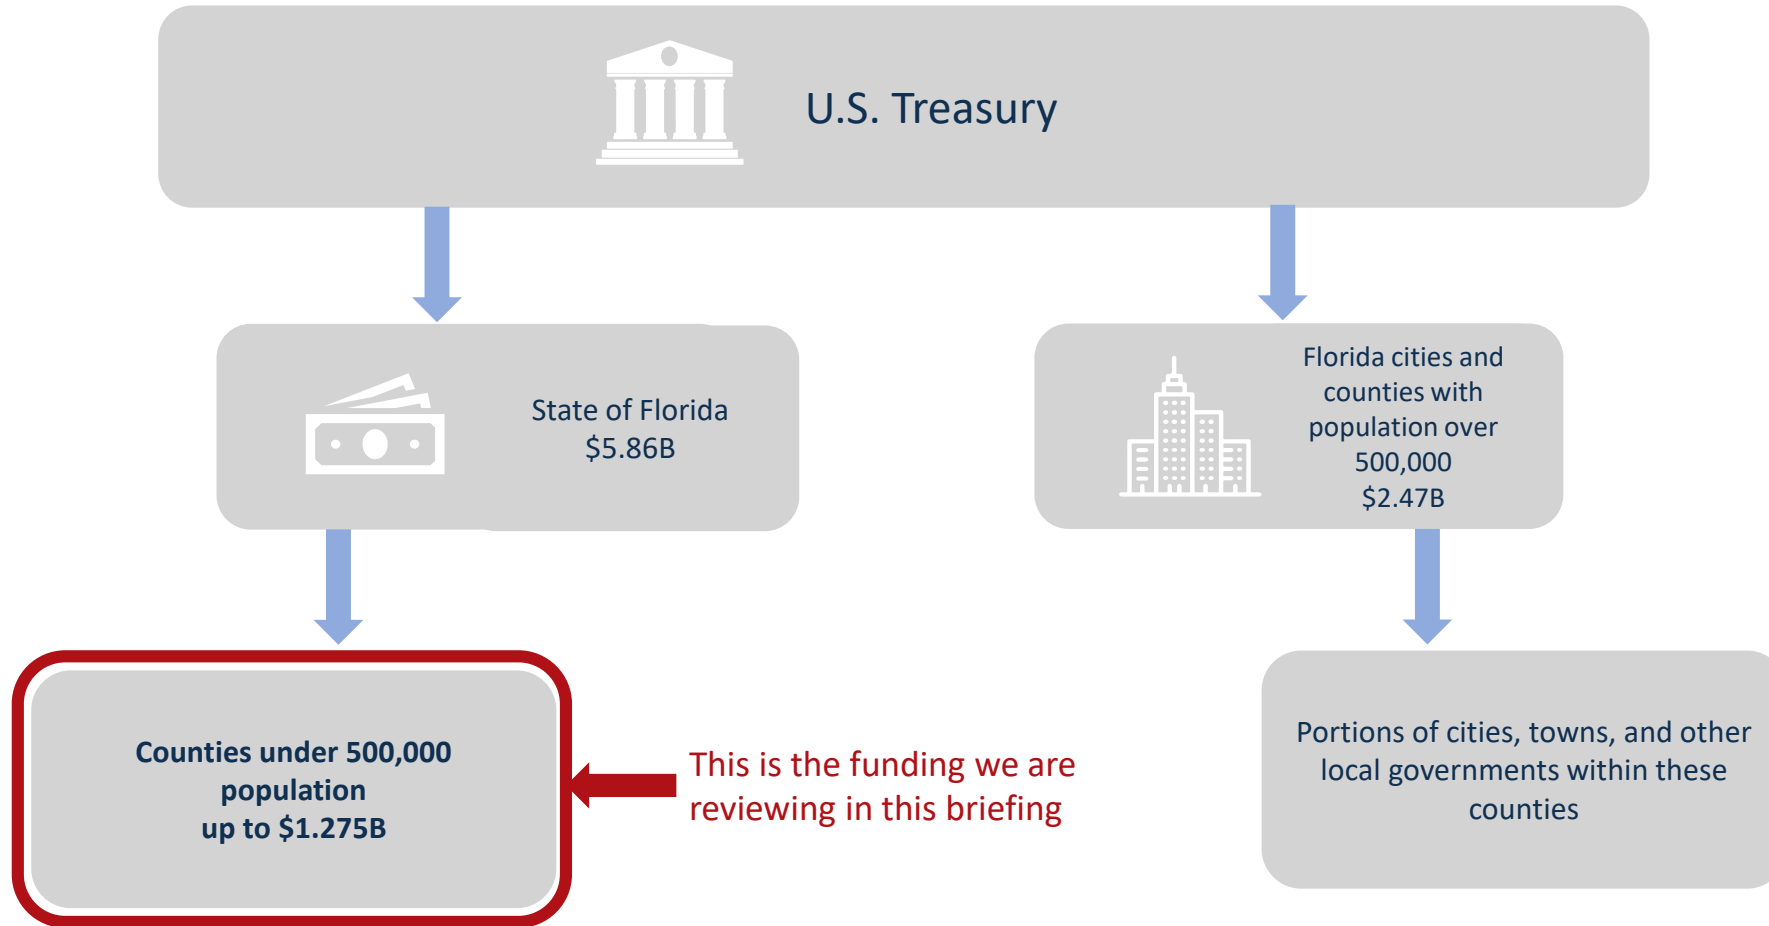 U.S. Treasury
State of Florida
$5.86B
Florida cities and
counties with
population over
500,000
$2.47B
Counties under 500,000
population
up to $1.275B
This is the funding we are
reviewing in this briefing
Portions of cities, towns, and other
local governments within these
counties